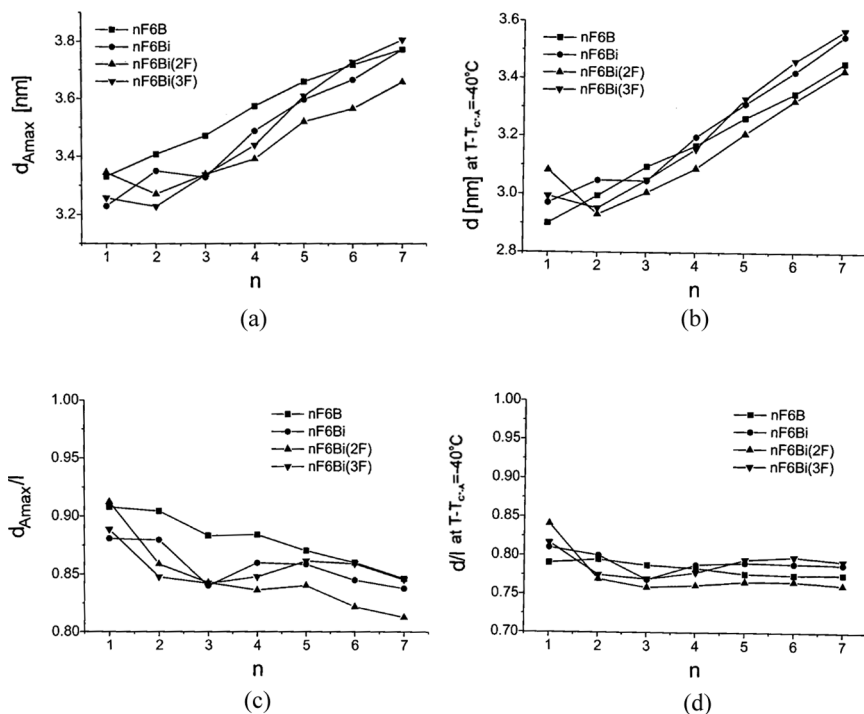 nF6B
nF6Bi
nF6Bi(2F)
nF6Bi(3F)
d_Amax [nm]
3.8
3.6
3.4
3.2
1 2 3 4 5 6 7
n
(a)
nF6B
nF6Bi
nF6Bi(2F)
nF6Bi(3F)
d [nm] at T-T_C*-A=-40°C
3.6
3.4
3.2
3.0
2.8
1 2 3 4 5 6 7
n
(b)
nF6B
nF6Bi
nF6Bi(2F)
nF6Bi(3F)
d_Amax/l
1.00
0.95
0.90
0.85
0.80
1 2 3 4 5 6 7
n
(c)
nF6B
nF6Bi
nF6Bi(2F)
nF6Bi(3F)
d/l at T-T_C*-A=-40°C
1.00
0.95
0.90
0.85
0.80
0.75
0.70
1 2 3 4 5 6 7
n
(d)